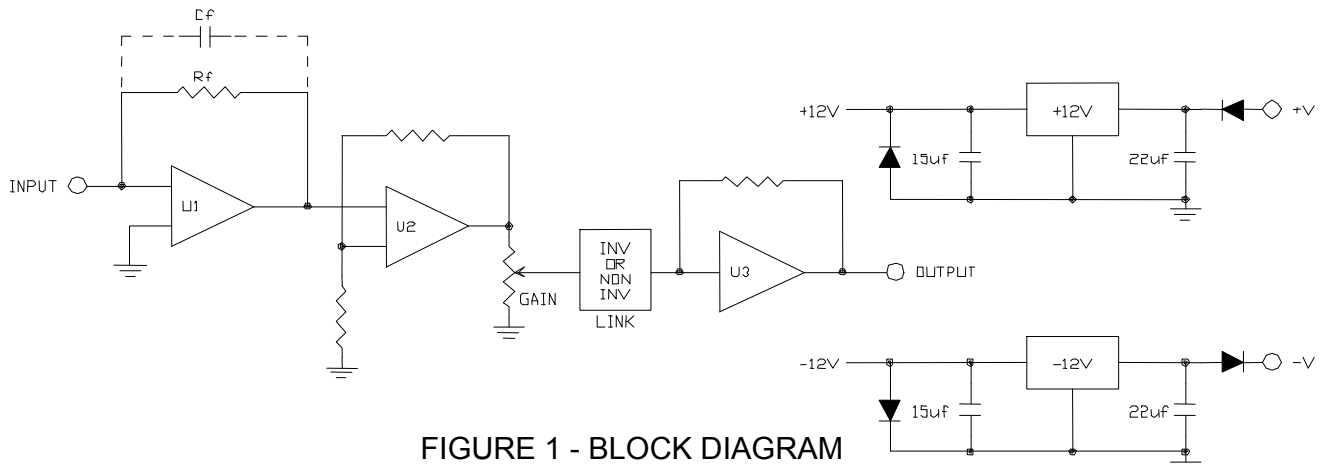 Cf
Rf
INPUT
U1
U2
GAIN
INV
OR
NON
INV
LINK
U3
OUTPUT
+12V
15uf
+12V
22uf
+V
-12V
15uf
-12V
22uf
-V
FIGURE 1 - BLOCK DIAGRAM